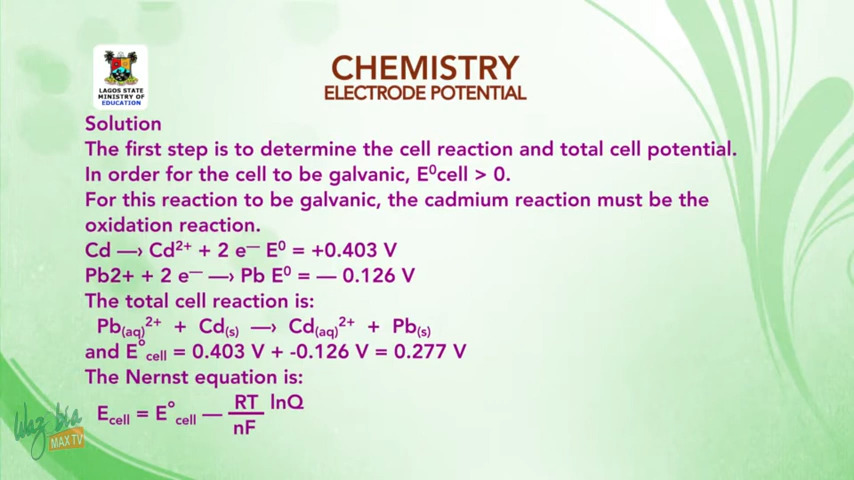 LAGOS STATE
MINISTRY OF
EDUCATION
CHEMISTRY
ELECTRODE POTENTIAL
Solution
The first step is to determine the cell reaction and total cell potential.
In order for the cell to be galvanic, E⁰cell > 0.
For this reaction to be galvanic, the cadmium reaction must be the
oxidation reaction.
Cd —› Cd²⁺ + 2 e⁻ E⁰ = +0.403 V
Pb2+ + 2 e⁻ —› Pb E⁰ = — 0.126 V
The total cell reaction is:
Pb(aq)²⁺ + Cd(s) —› Cd(aq)²⁺ + Pb(s)
and E°cell = 0.403 V + -0.126 V = 0.277 V
The Nernst equation is:
Ecell = E°cell — RT/nF lnQ
Waz bia
MAX TV